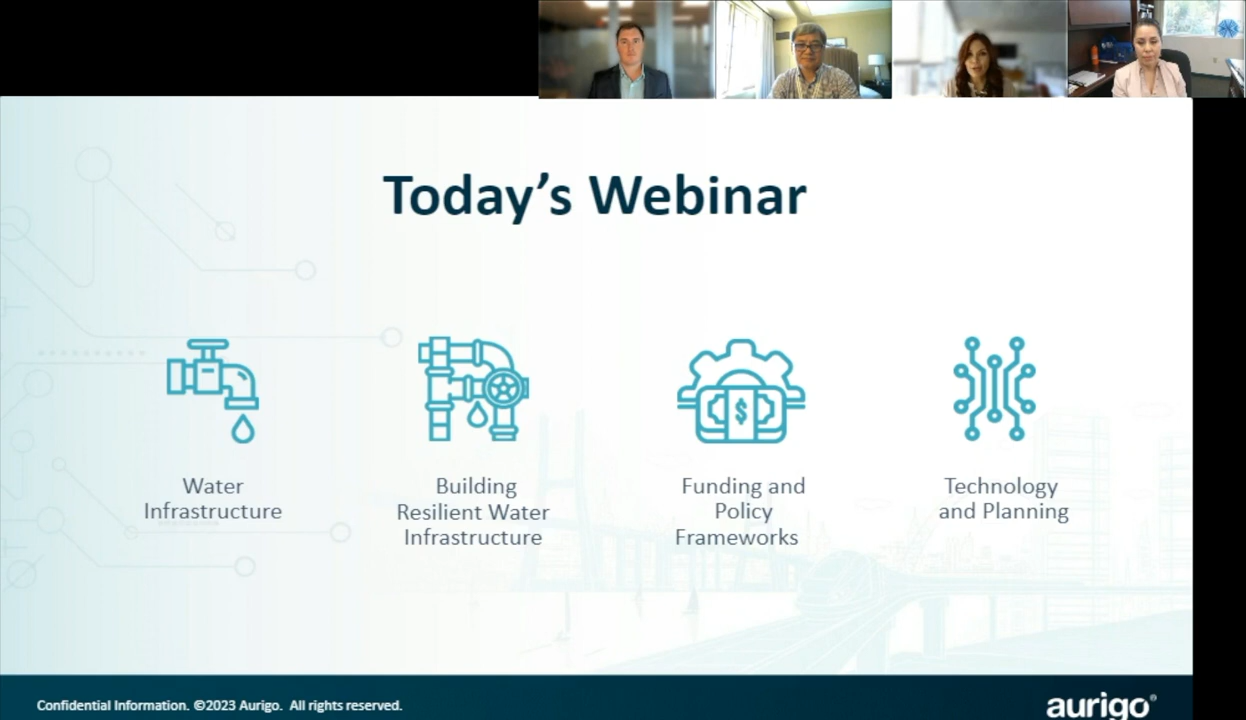 Today's Webinar
Water
Infrastructure
Building
Resilient Water
Infrastructure
$
Funding and
Policy
Frameworks
Technology
and Planning
Confidential Information. ©2023 Aurigo. All rights reserved.
aurigo®